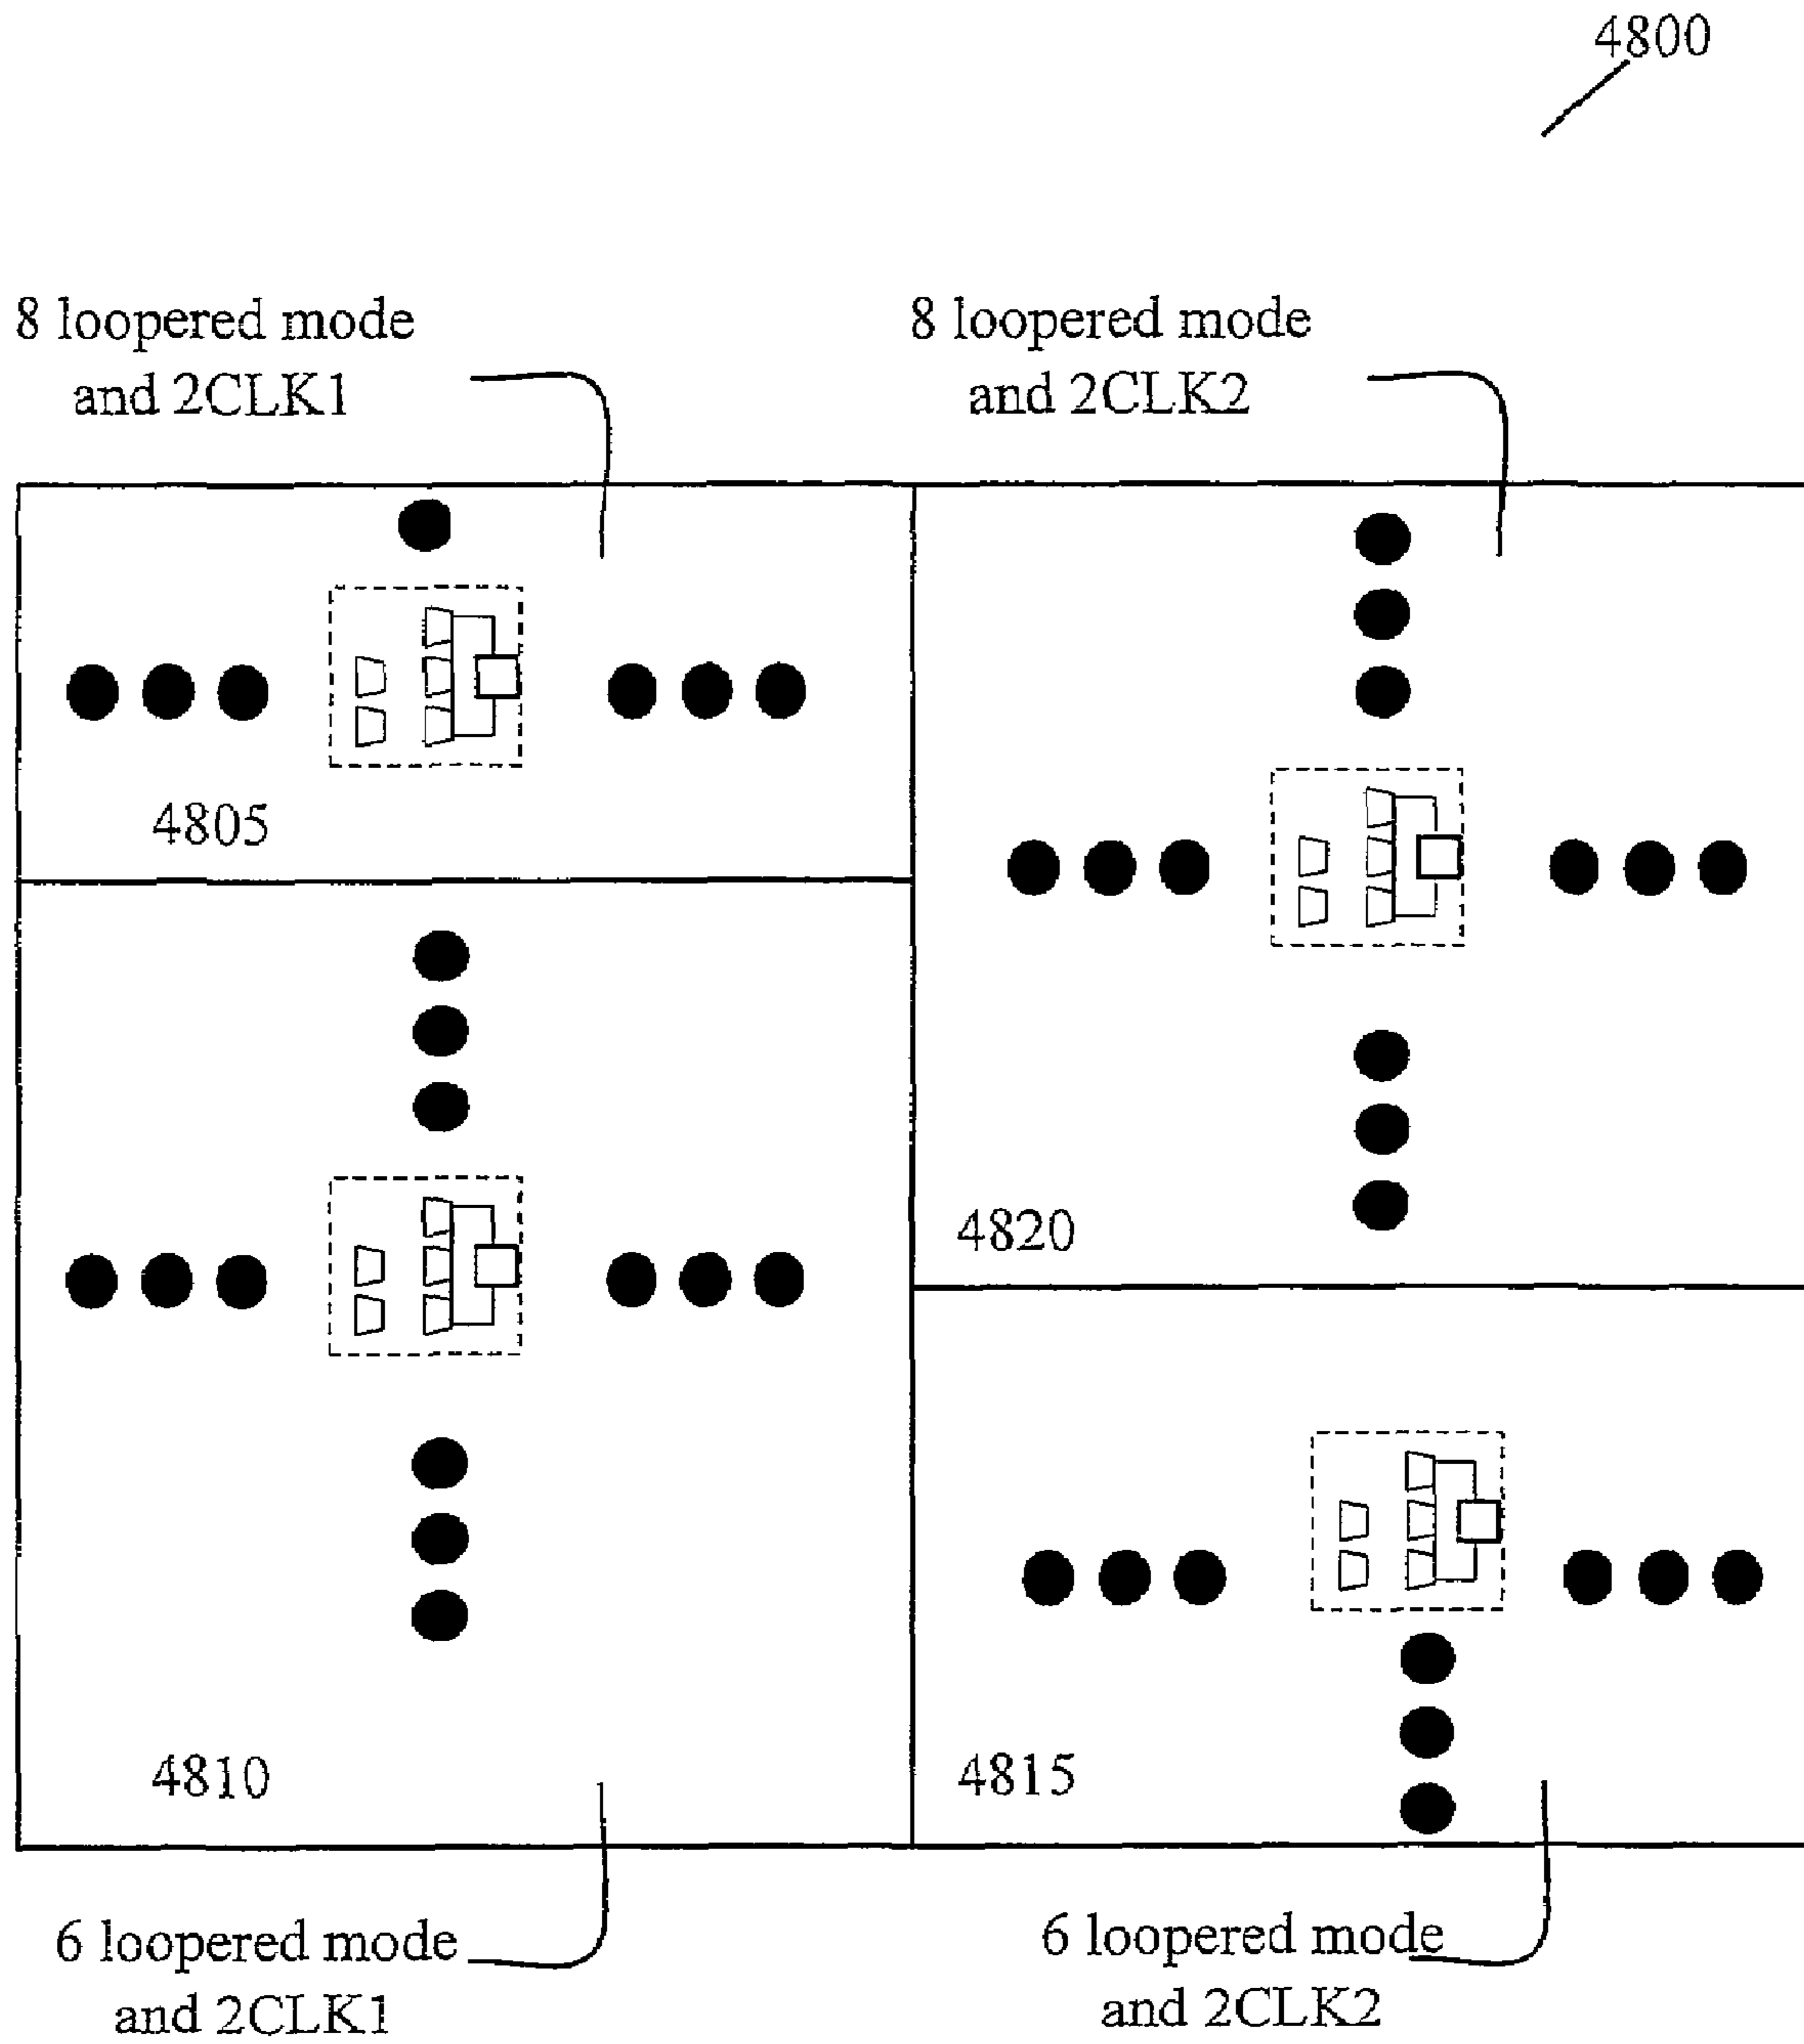 4800
8 loopered mode
and 2CLK1
8 loopered mode
and 2CLK2
4805
4820
4810
4815
6 loopered mode
and 2CLK1
6 loopered mode
and 2CLK2